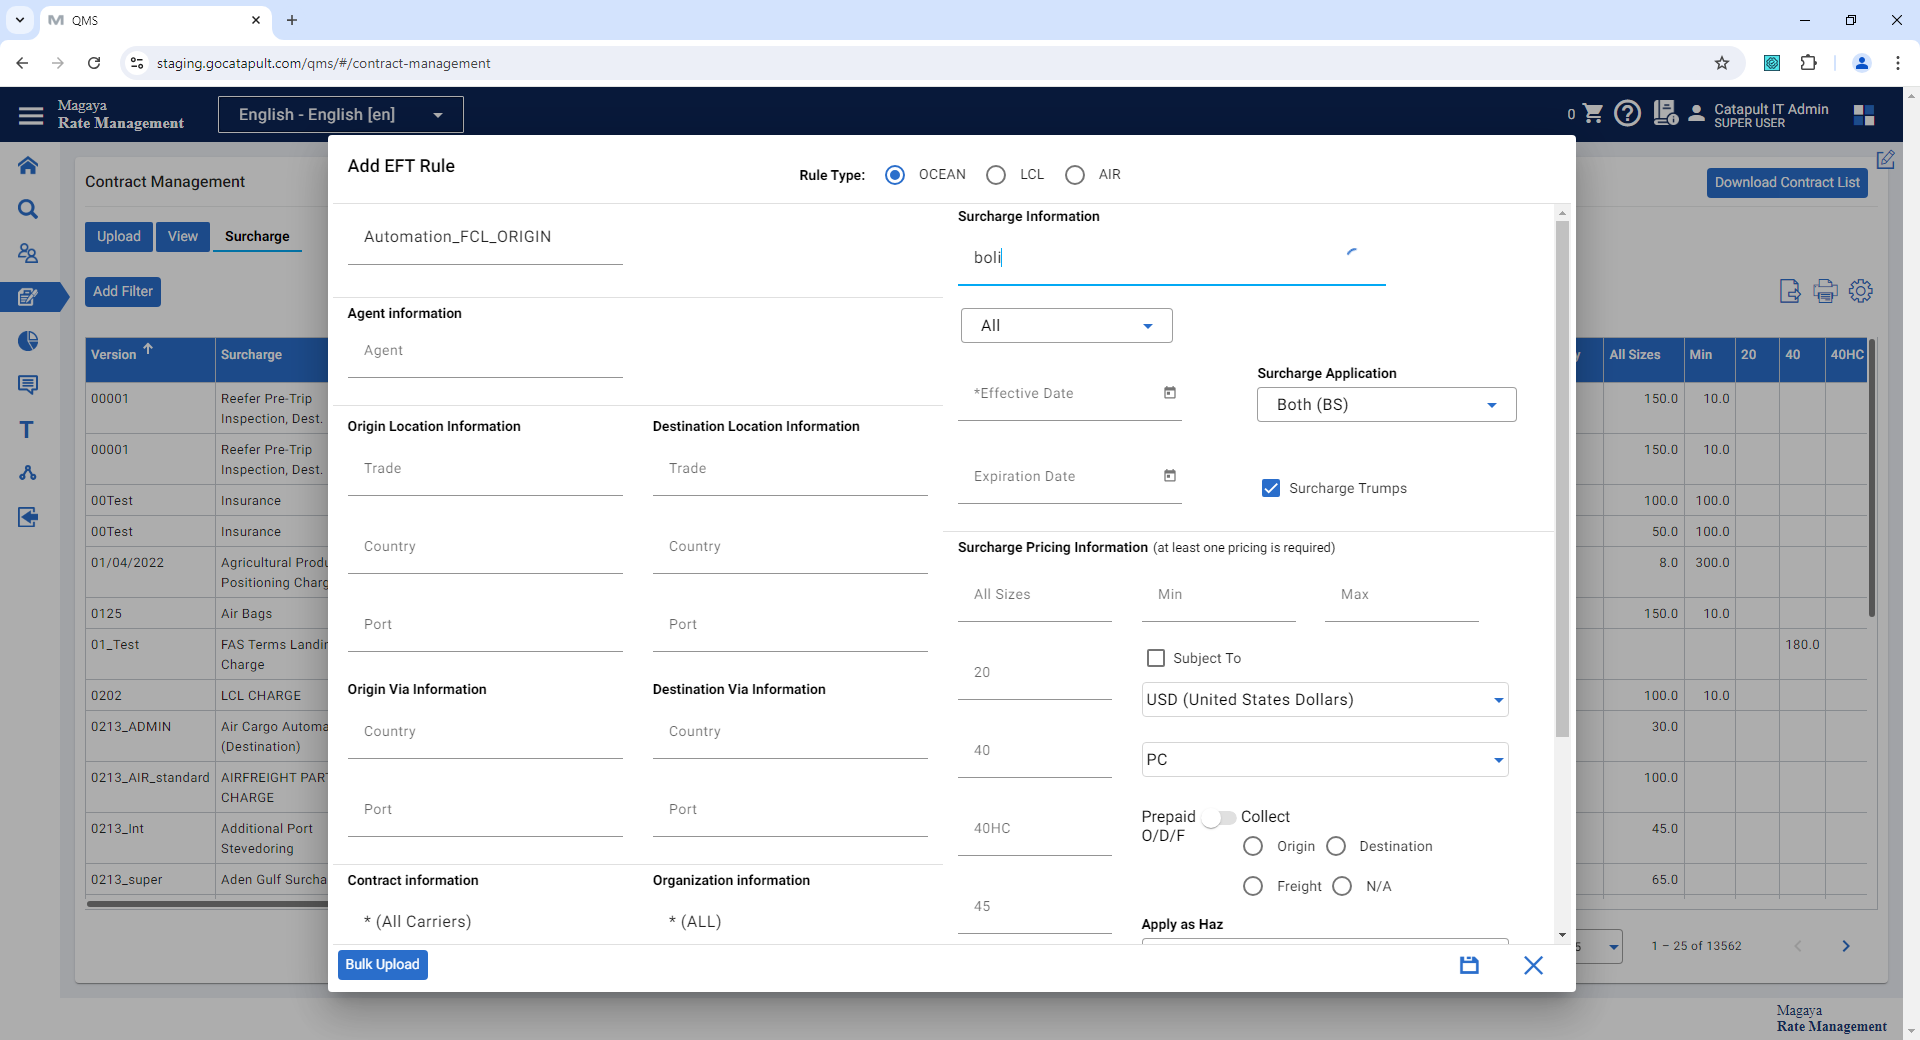 QMS
staging.gocatapult.com/qms/#/contract-management
Magaya
Rate Management
English - English [en]
0
Catapult IT Admin
SUPER USER
Contract Management
Download Contract List
Upload
View
Surcharge
Add Filter
Version
Surcharge
All Sizes
Min
20
40
40HC
00001
Reefer Pre-Trip
Inspection, Dest.
150.0
10.0
00001
Reefer Pre-Trip
Inspection, Dest.
150.0
10.0
00Test
Insurance
100.0
100.0
00Test
Insurance
50.0
100.0
01/04/2022
Agricultural Produ
Positioning Charg
8.0
300.0
0125
Air Bags
150.0
10.0
01_Test
FAS Terms Landin
Charge
180.0
0202
LCL CHARGE
100.0
10.0
0213_ADMIN
Air Cargo Automa
(Destination)
30.0
0213_AIR_standard
AIRFREIGHT PAR
CHARGE
100.0
0213_Int
Additional Port
Stevedoring
45.0
0213_super
Aden Gulf Surcha
65.0
5
1 – 25 of 13562
Add EFT Rule
Rule Type:
OCEAN
LCL
AIR
Automation_FCL_ORIGIN
Agent information
Agent
Origin Location Information
Destination Location Information
Trade
Trade
Country
Country
Port
Port
Origin Via Information
Destination Via Information
Country
Country
Port
Port
Contract information
Organization information
* (All Carriers)
* (ALL)
Surcharge Information
boli
All
*Effective Date
Surcharge Application
Both (BS)
Expiration Date
Surcharge Trumps
Surcharge Pricing Information (at least one pricing is required)
All Sizes
Min
Max
20
Subject To
USD (United States Dollars)
40
PC
40HC
Prepaid
Collect
O/D/F
Origin
Destination
Freight
N/A
45
Apply as Haz
Bulk Upload
Magaya
Rate Management